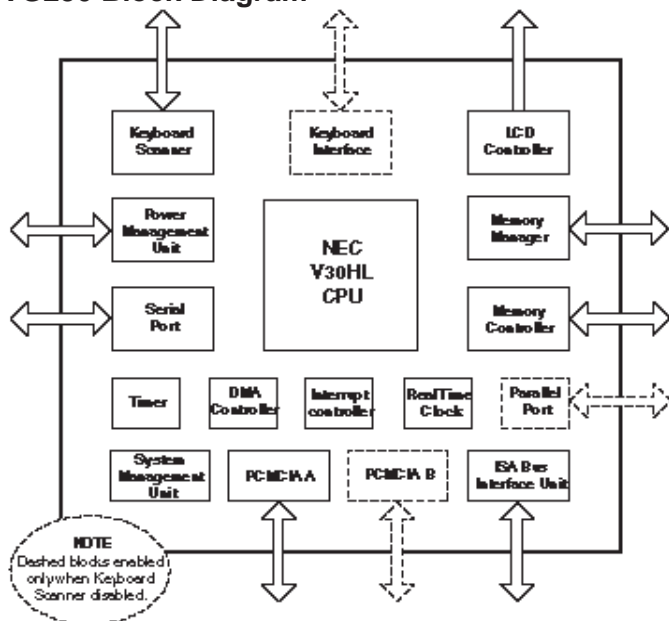 Block Diagram
Keyboard
Scanner
Keyboard
Interface
LCD
Controller
Power
Management
Unit
NEC
V30HL
CPU
Memory
Manager
Serial
Port
Memory
Controller
Timer
DMA
Controller
Interrupt
controller
Real Time
Clock
Parallel
Port
System
Management
Unit
PCMCIA A
PCMCIA B
ISA Bus
Interface Unit
NOTE
Dashed blocks enabled
only when Keyboard
Scanner disabled.